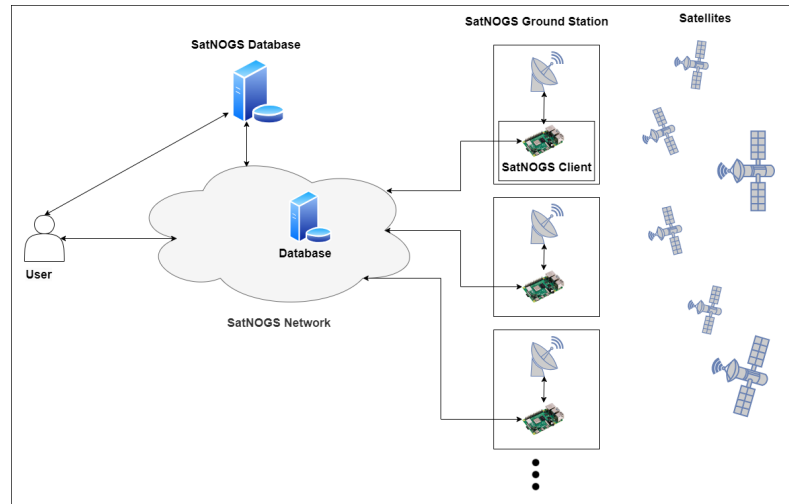 SatNOGS Ground Station
Satellites
SatNOGS Database
SatNOGS Client
Database
User
SatNOGS Network